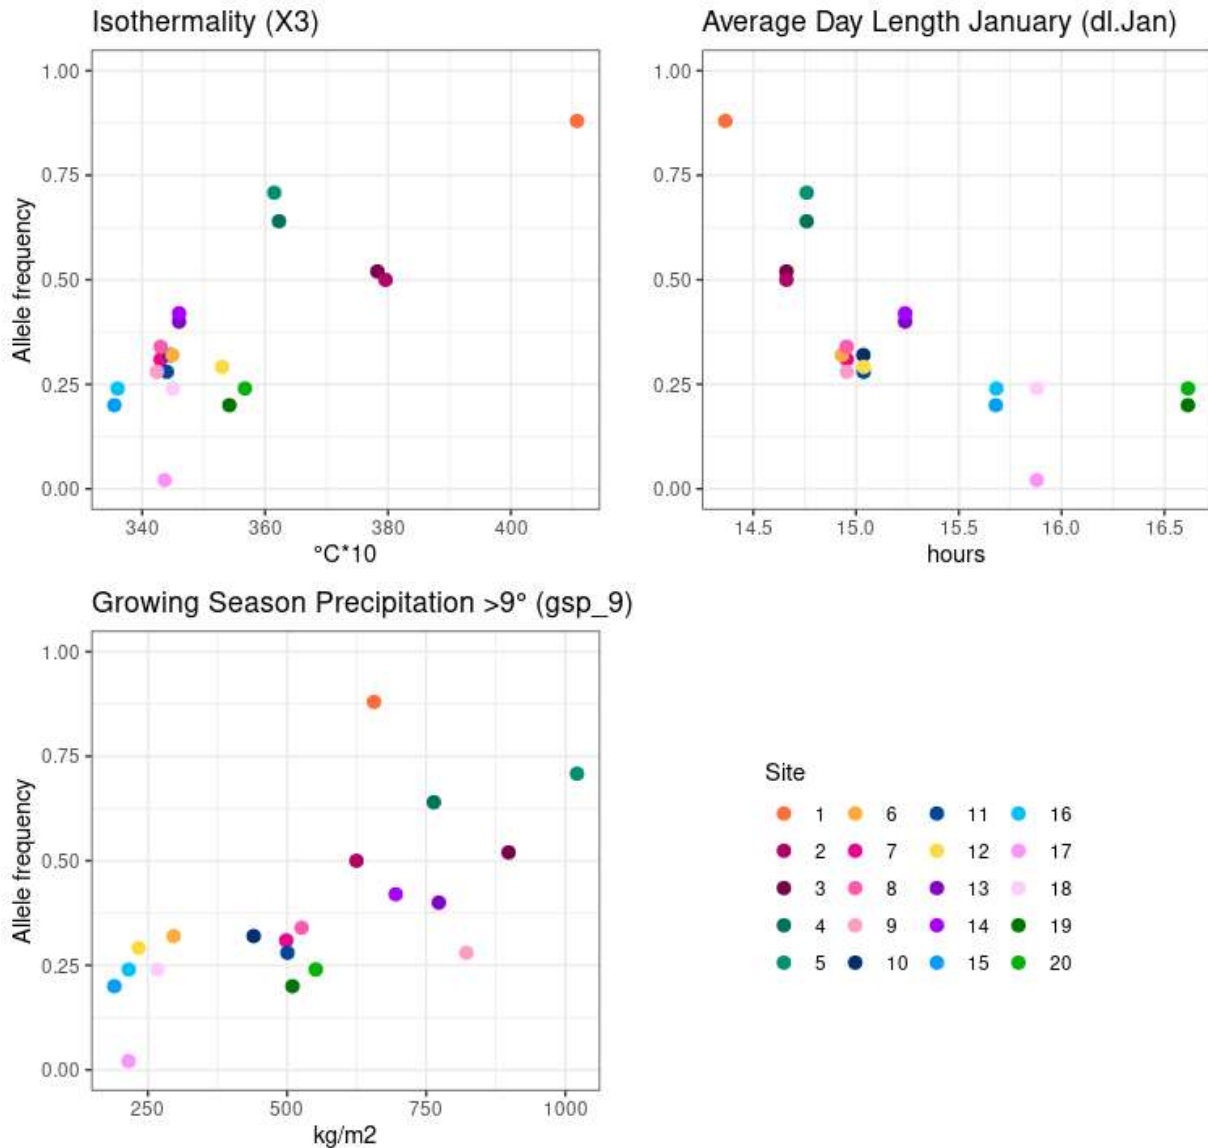 Isothermality (X3)
Average Day Length January (dl.Jan)
Allele frequency
1.00
0.75
0.50
0.25
0.00
340 360 380 400
°C*10
1.00
0.75
0.50
0.25
0.00
14.5 15.0 15.5 16.0 16.5
hours
Growing Season Precipitation >9° (gsp_9)
Allele frequency
1.00
0.75
0.50
0.25
0.00
250 500 750 1000
kg/m2
Site
1 6 11 16
2 7 12 17
3 8 13 18
4 9 14 19
5 10 15 20